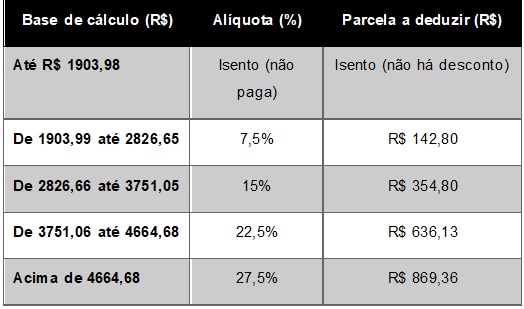 Base de cálculo (R$) Alíquota (%) Parcela a deduzir (R$)
Até R$ 1903,98 Isento (não Isento (não há desconto)
paga)
De 1903,99 até 2826,65 7,5% R$ 142,80
De 2826,66 até 3751,05 15% R$ 354,80
De 3751,06 até 4664,68 22,5% R$ 636,13
Acima de 4664,68 27,5% R$ 869,36